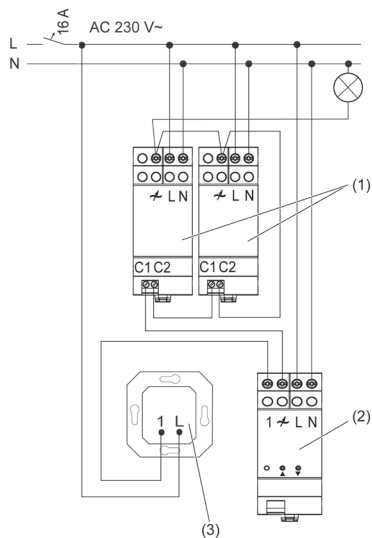 16 A
AC 230 V~
L
N
L N
L N
(1)
C1 C2
C1 C2
1 L N
(2)
1 L
(3)